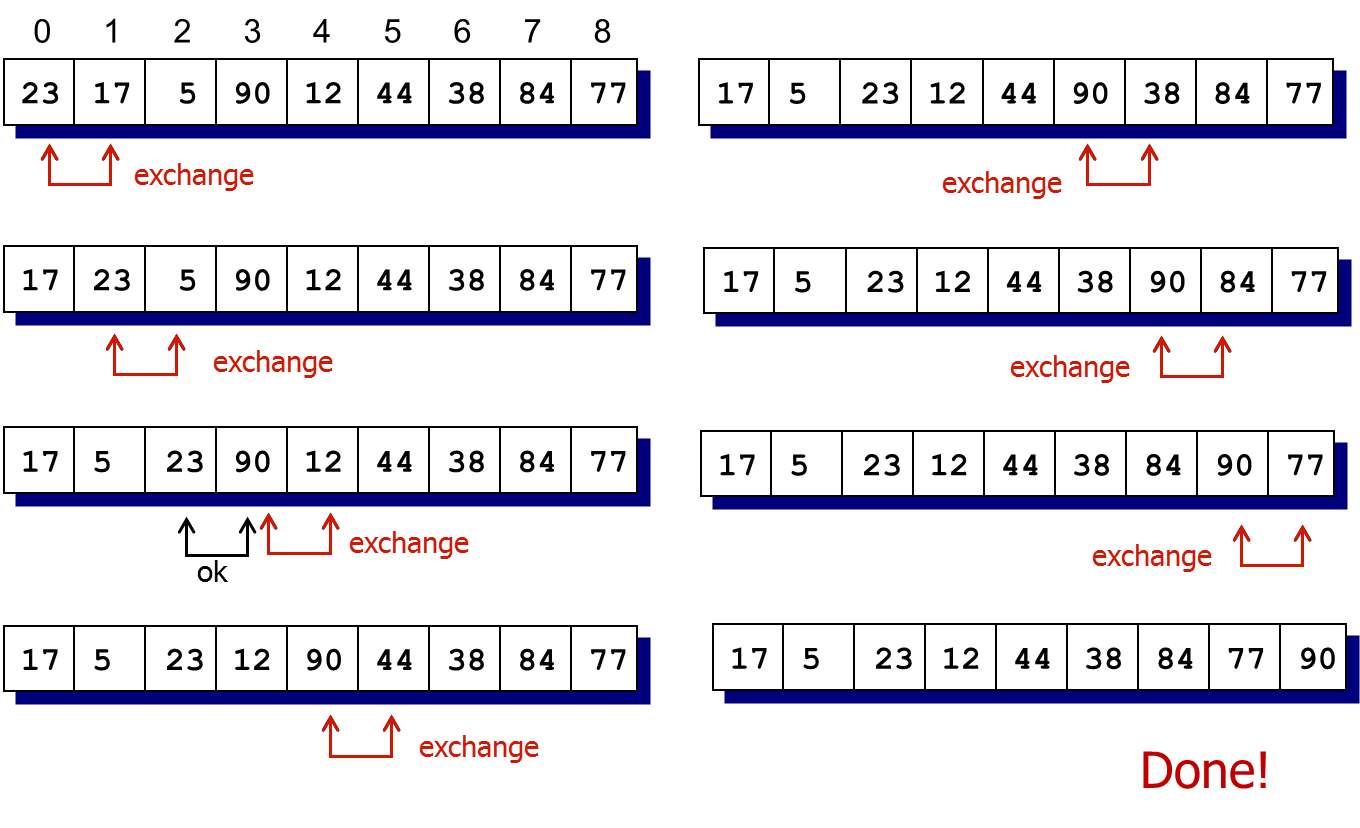 0 1 2 3 4 5 6 7 8
23 17 5 90 12 44 38 84 77
exchange
17 23 5 90 12 44 38 84 77
exchange
17 5 23 90 12 44 38 84 77
ok
exchange
17 5 23 12 90 44 38 84 77
exchange
17 5 23 12 44 90 38 84 77
exchange
17 5 23 12 44 38 90 84 77
exchange
17 5 23 12 44 38 84 90 77
exchange
17 5 23 12 44 38 84 77 90
Done!